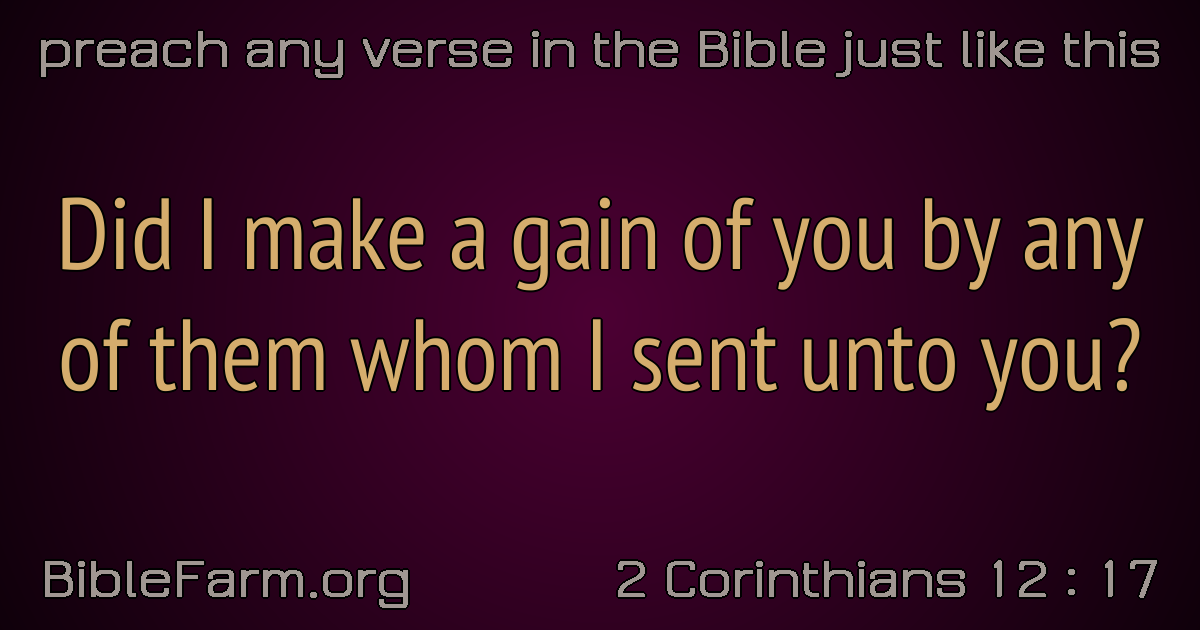 preach any verse in the Bible just like this
Did I make a gain of you by any
of them whom I sent unto you?
BibleFarm.org
2 Corinthians 12 : 17